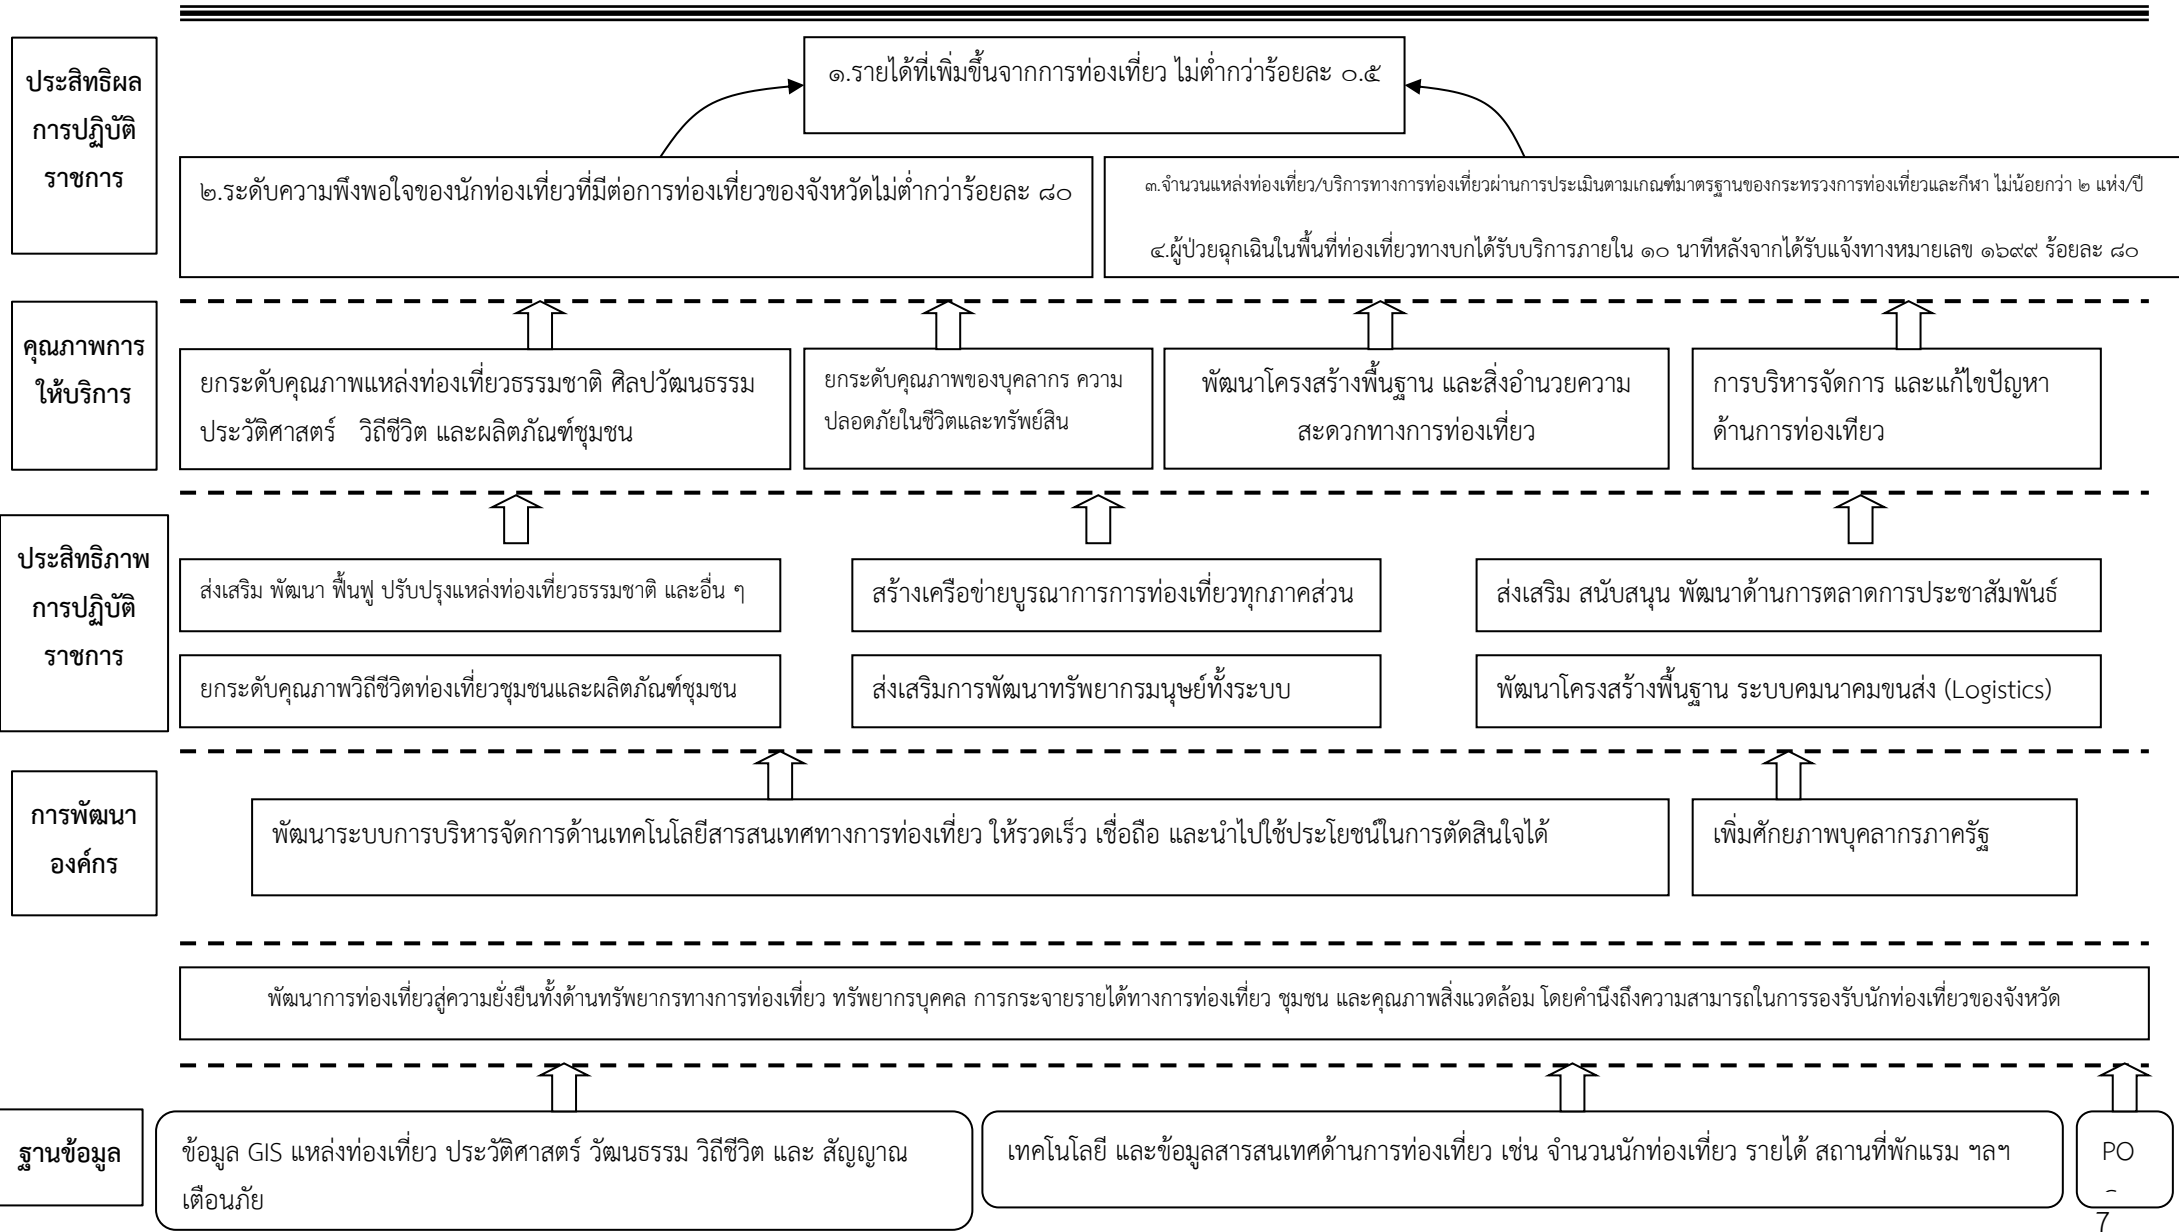 ประสิทธิผล
การปฏิบัติ
ราชการ
๑.รายได้ที่เพิ่มขึ้นจากการท่องเที่ยว ไม่ต่ำกว่าร้อยละ ๐.๕
๒.ระดับความพึงพอใจของนักท่องเที่ยวที่มีต่อการท่องเที่ยวของจังหวัดไม่ต่ำกว่าร้อยละ ๘๐
๓.จำนวนแหล่งท่องเที่ยว/บริการทางการท่องเที่ยวผ่านการประเมินตามเกณฑ์มาตรฐานของกระทรวงการท่องเที่ยวและกีฬา ไม่น้อยกว่า ๒ แห่ง/ปี
๔.ผู้ป่วยฉุกเฉินในพื้นที่ท่องเที่ยวทางบกได้รับบริการภายใน ๑๐ นาทีหลังจากได้รับแจ้งทางหมายเลข ๑๖๙๙ ร้อยละ ๘๐
คุณภาพการ
ให้บริการ
ยกระดับคุณภาพแหล่งท่องเที่ยวธรรมชาติ ศิลปวัฒนธรรม
ประวัติศาสตร์ วิถีชีวิต และผลิตภัณฑ์ชุมชน
ยกระดับคุณภาพของบุคลากร ความ
ปลอดภัยในชีวิตและทรัพย์สิน
พัฒนาโครงสร้างพื้นฐาน และสิ่งอำนวยความ
สะดวกทางการท่องเที่ยว
การบริหารจัดการ และแก้ไขปัญหา
ด้านการท่องเทียว
ประสิทธิภาพ
การปฏิบัติ
ราชการ
ส่งเสริม พัฒนา ฟื้นฟู ปรับปรุงแหล่งท่องเที่ยวธรรมชาติ และอื่น ๆ
สร้างเครือข่ายบูรณาการการท่องเที่ยวทุกภาคส่วน
ส่งเสริม สนับสนุน พัฒนาด้านการตลาดการประชาสัมพันธ์
ยกระดับคุณภาพวิถีชีวิตท่องเที่ยวชุมชนและผลิตภัณฑ์ชุมชน
ส่งเสริมการพัฒนาทรัพยากรมนุษย์ทั้งระบบ
พัฒนาโครงสร้างพื้นฐาน ระบบคมนาคมขนส่ง (Logistics)
การพัฒนา
องค์กร
พัฒนาระบบการบริหารจัดการด้านเทคโนโลยีสารสนเทศทางการท่องเที่ยว ให้รวดเร็ว เชื่อถือ และนำไปใช้ประโยชน์ในการตัดสินใจได้
เพิ่มศักยภาพบุคลากรภาครัฐ
พัฒนาการท่องเที่ยวสู่ความยั่งยืนทั้งด้านทรัพยากรทางการท่องเที่ยว ทรัพยากรบุคคล การกระจายรายได้ทางการท่องเที่ยว ชุมชน และคุณภาพสิ่งแวดล้อม โดยคำนึงถึงความสามารถในการรองรับนักท่องเที่ยวของจังหวัด
ฐานข้อมูล
ข้อมูล GIS แหล่งท่องเที่ยว ประวัติศาสตร์ วัฒนธรรม วิถีชีวิต และ สัญญาณ
เตือนภัย
เทคโนโลยี และข้อมูลสารสนเทศด้านการท่องเที่ยว เช่น จำนวนนักท่องเที่ยว รายได้ สถานที่พักแรม ฯลฯ
PO
7